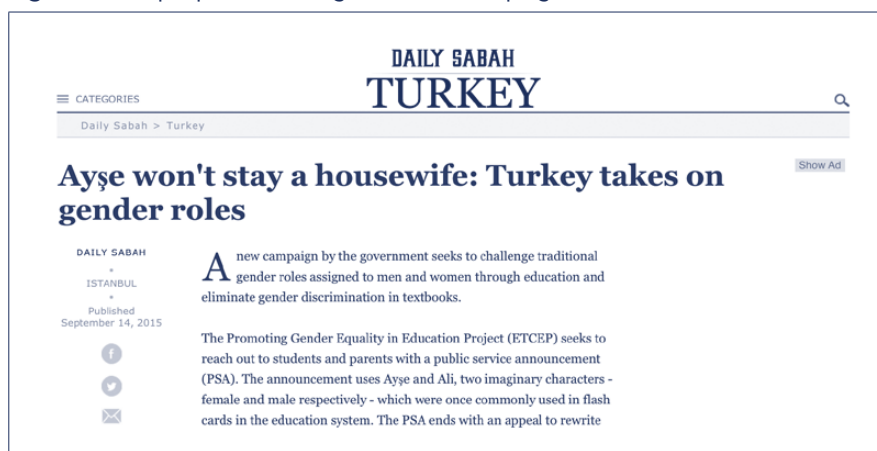 DAILY SABAH
TURKEY
CATEGORIES
Daily Sabah > Turkey
Show Ad
Ayşe won't stay a housewife: Turkey takes on
gender roles
DAILY SABAH
ISTANBUL
Published
September 14, 2015
A new campaign by the government seeks to challenge traditional
gender roles assigned to men and women through education and
eliminate gender discrimination in textbooks.
The Promoting Gender Equality in Education Project (ETCEP) seeks to
reach out to students and parents with a public service announcement
(PSA). The announcement uses Ayşe and Ali, two imaginary characters -
female and male respectively - which were once commonly used in flash
cards in the education system. The PSA ends with an appeal to rewrite